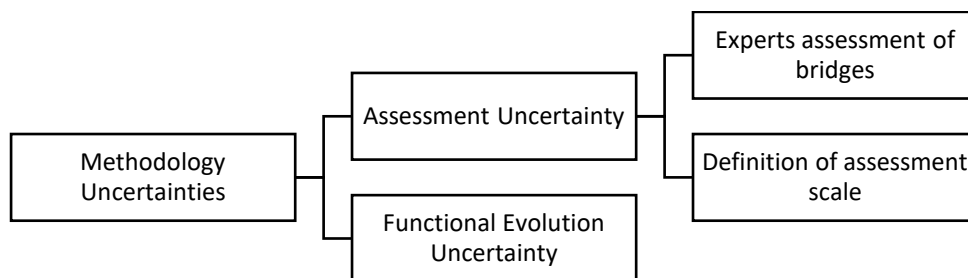 Methodology
Uncertainties
Assessment Uncertainty
Functional Evolution
Uncertainty
Experts assessment of
bridges
Definition of assessment
scale